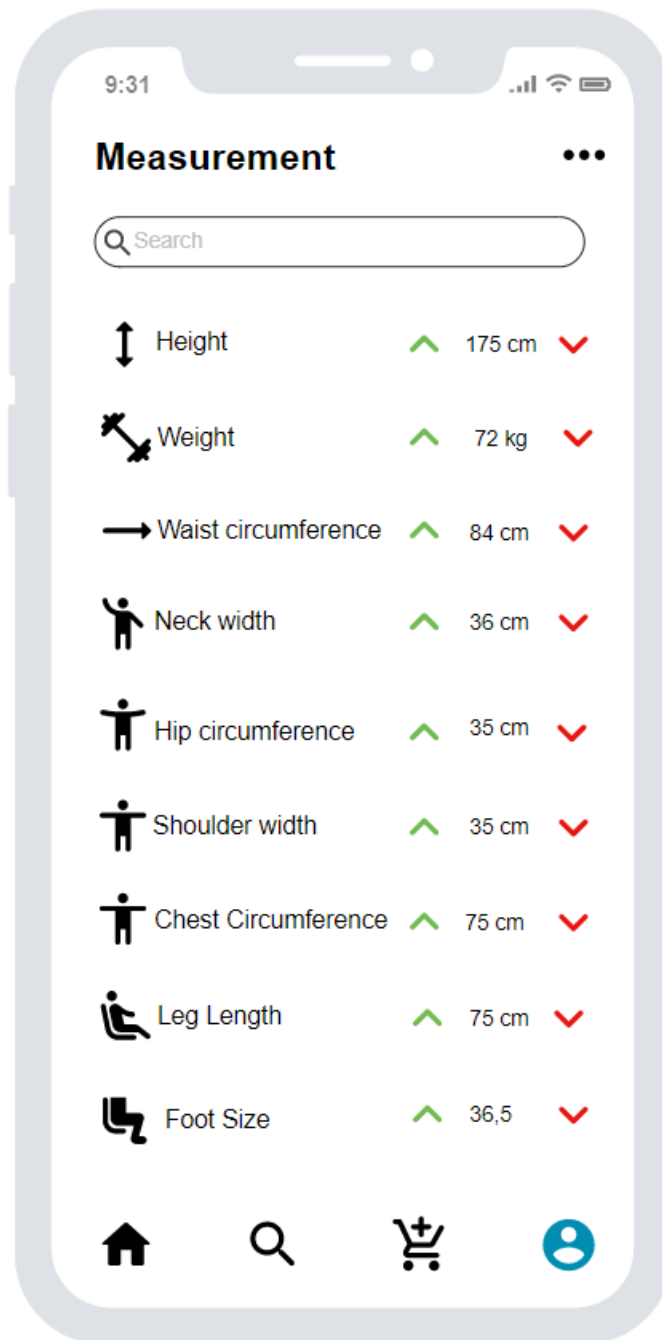 9:31
Measurement
Search
Height 175 cm
Weight 72 kg
Waist circumference 84 cm
Neck width 36 cm
Hip circumference 35 cm
Shoulder width 35 cm
Chest Circumference 75 cm
Leg Length 75 cm
Foot Size 36,5